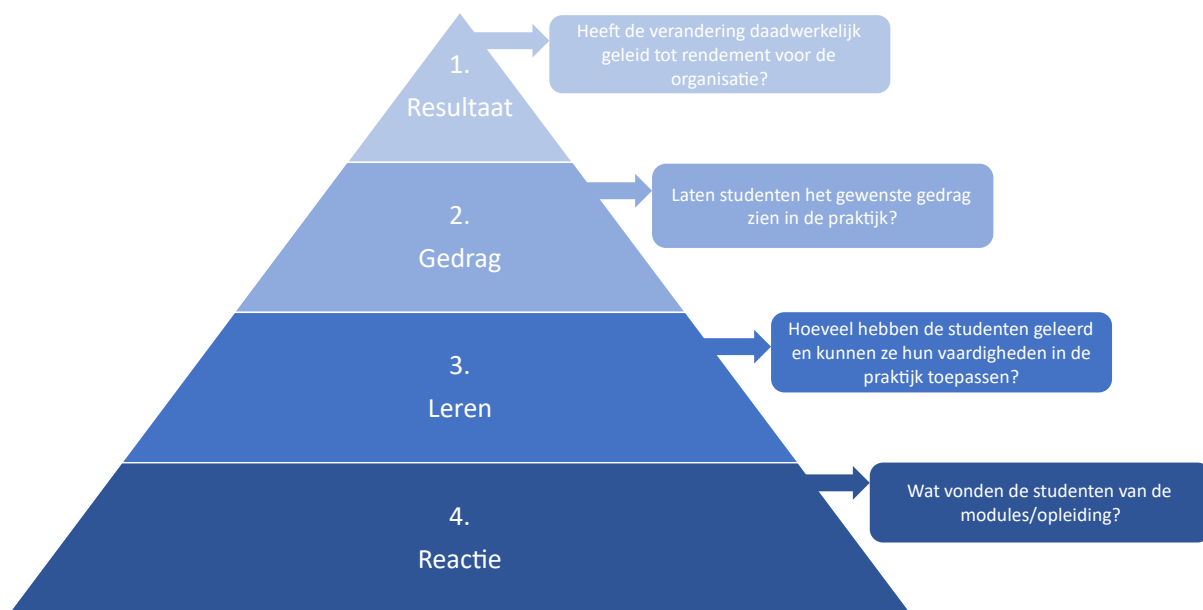 1.
Resultaat
Heeft de verandering daadwerkelijk
geleid tot rendement voor de
organisatie?
2.
Gedrag
Laten studenten het gewenste gedrag
zien in de praktijk?
3.
Leren
Hoeveel hebben de studenten geleerd
en kunnen ze hun vaardigheden in de
praktijk toepassen?
4.
Reactie
Wat vonden de studenten van de
modules/opleiding?